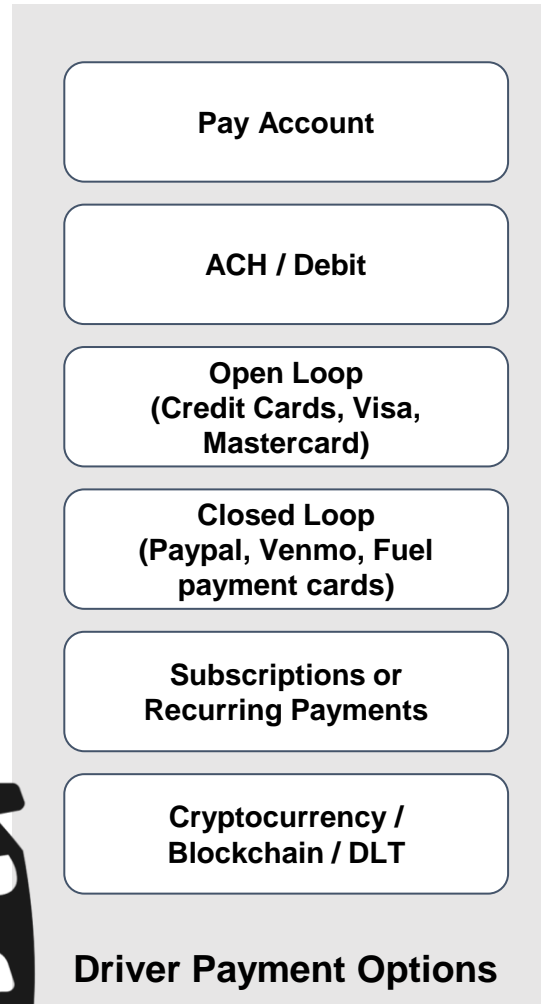 Pay Account
ACH / Debit
Open Loop
(Credit Cards, Visa,
Mastercard)
Closed Loop
(Paypal, Venmo, Fuel
payment cards)
Subscriptions or
Recurring Payments
Cryptocurrency /
Blockchain / DLT
Driver Payment Options